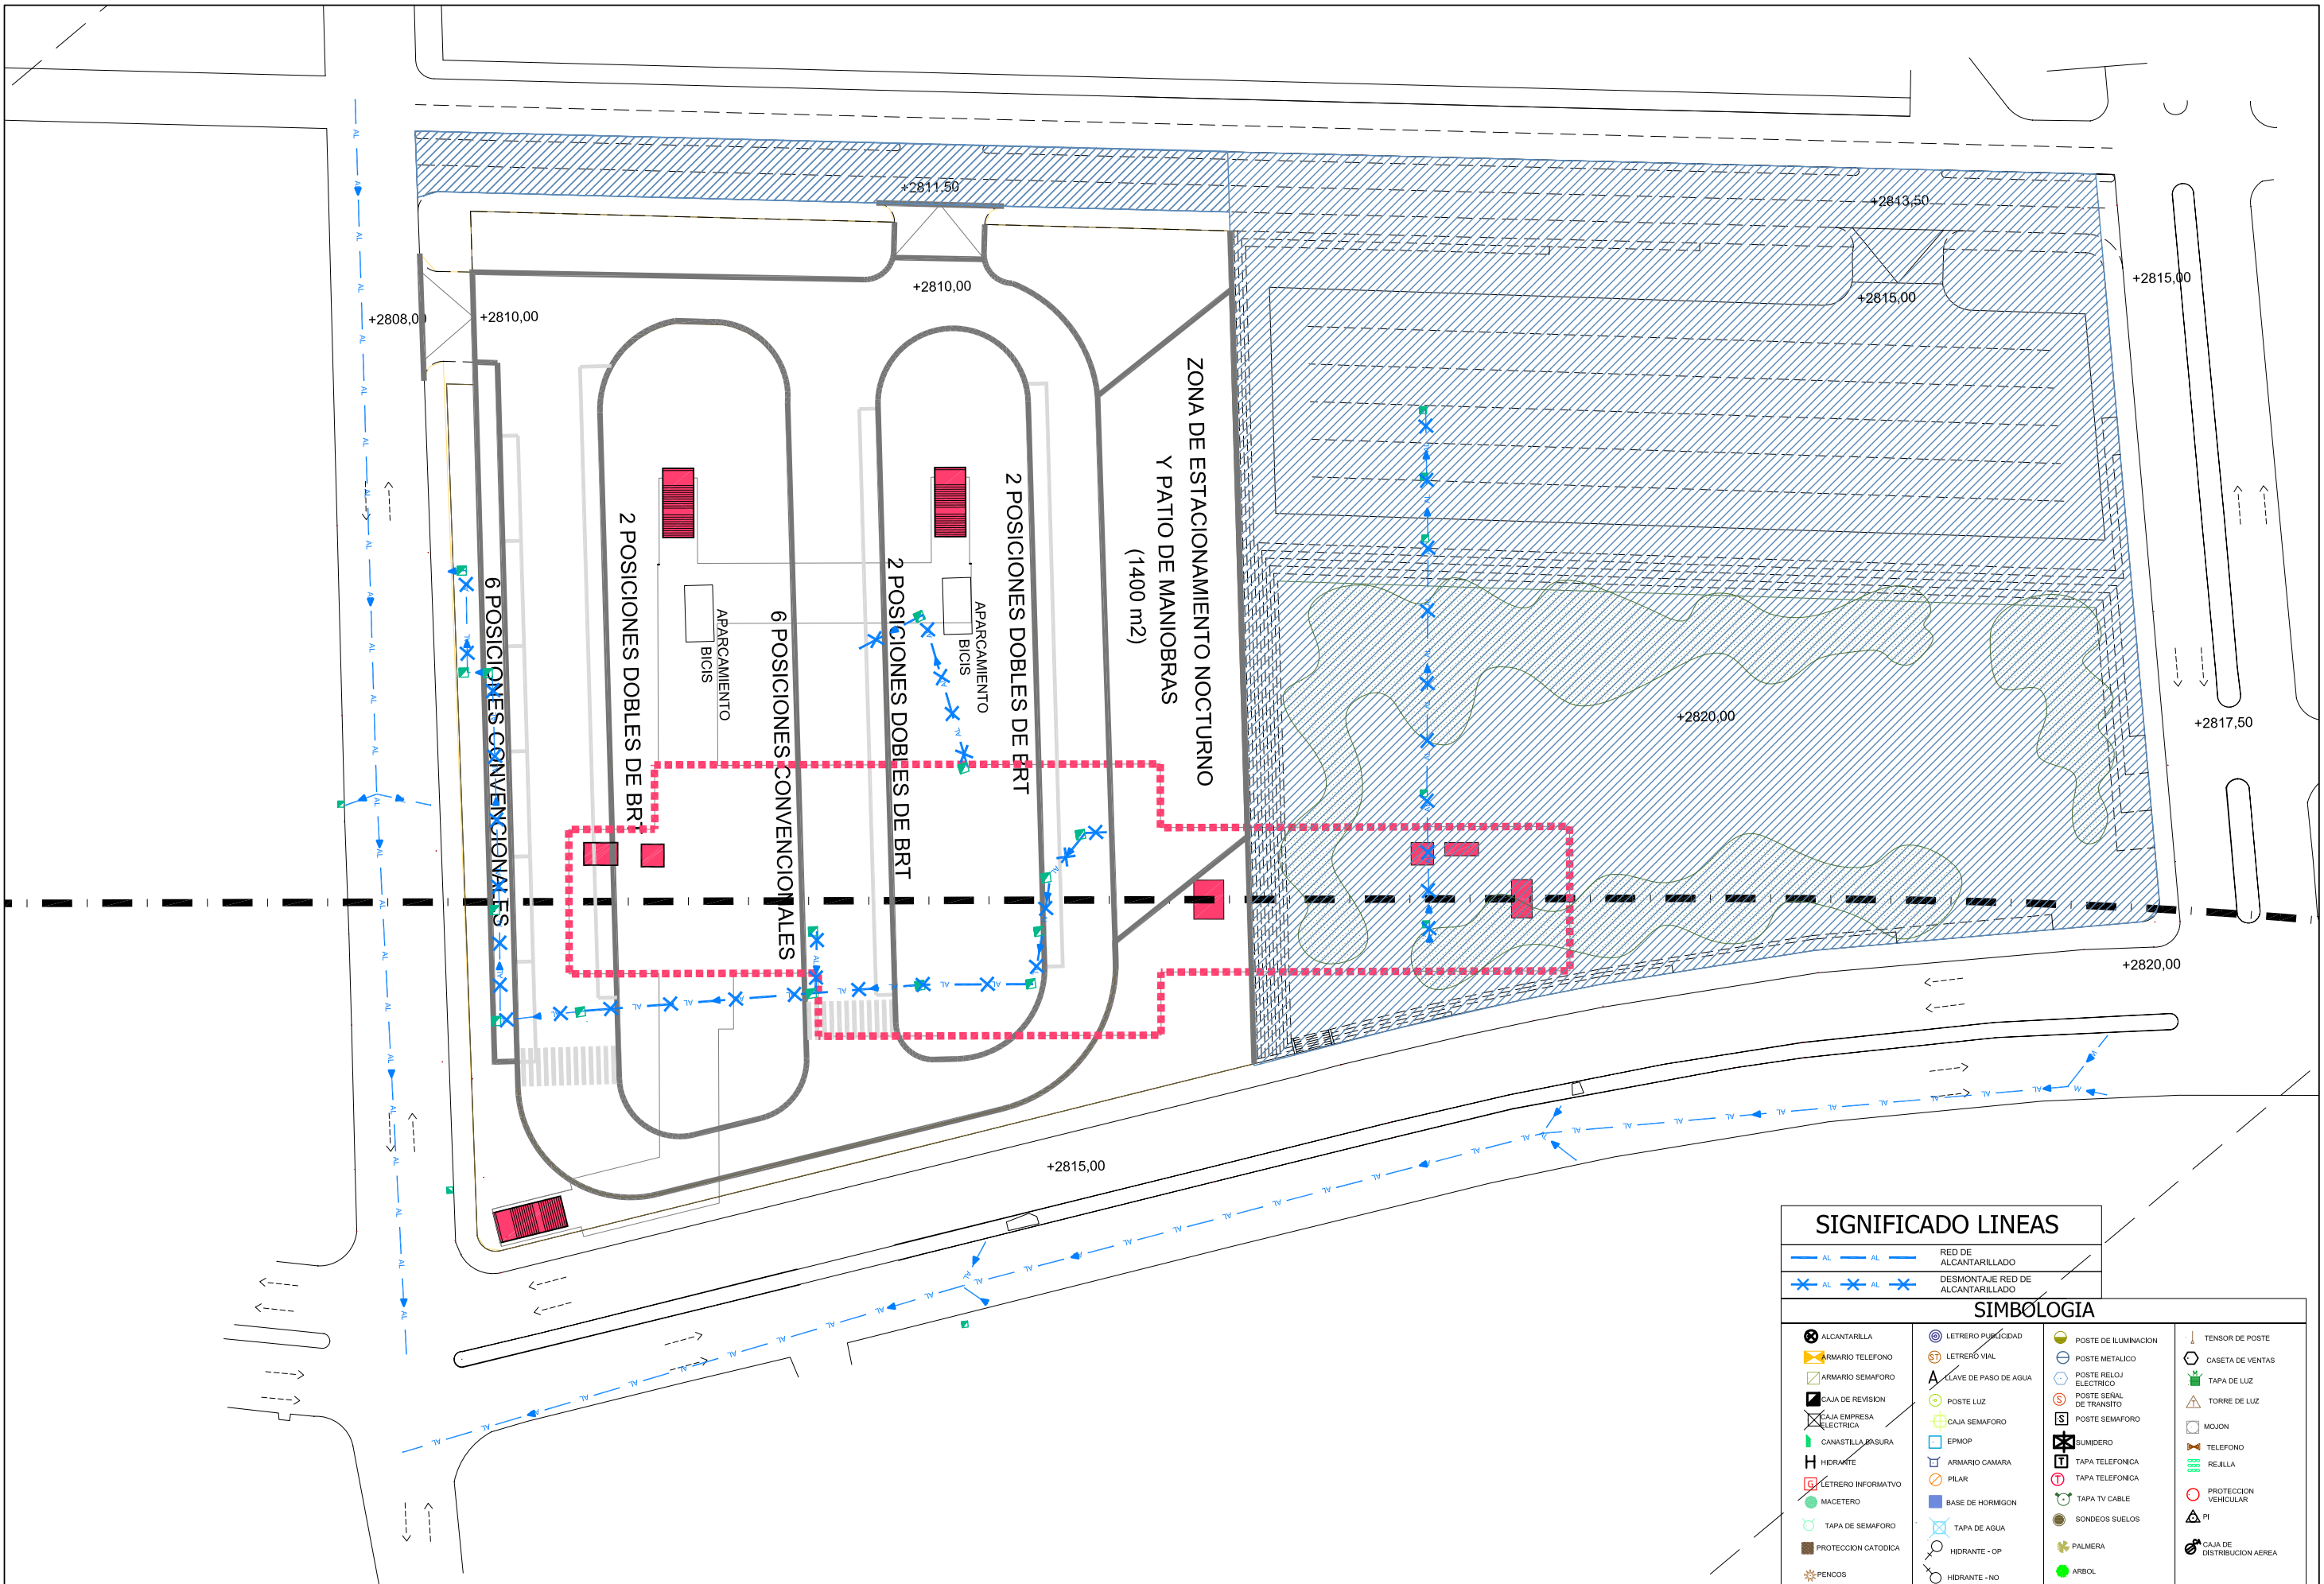 +2811,50
+2813,50
+2815,00
+2810,00
+2815,00
+2808,00
+2810,00
ZONA DE ESTACIONAMIENTO NOCTURNO
Y PATIO DE MANIOBRAS
(1400 m2)
2 POSICIONES DOBLES DE BRT
2 POSICIONES DOBLES DE BRT
APARCAMIENTO
BICIS
6 POSICIONES CONVENCIONALES
APARCAMIENTO
BICIS
2 POSICIONES DOBLES DE BRT
6 POSICIONES CONVENCIONALES
+2820,00
+2817,50
+2820,00
+2815,00
SIGNIFICADO LINEAS
AL AL RED DE
ALCANTARILLADO
AL AL DESMONTAJE RED DE
ALCANTARILLADO
SIMBOLOGIA
ALCANTARILLA
ARMARIO TELEFONO
ARMARIO SEMAFORO
CAJA DE REVISION
CAJA EMPRESA
ELECTRICA
CANASTILLA BASURA
H HIDRANTE
G LETRERO INFORMATVO
MACETERO
TAPA DE SEMAFORO
PROTECCION CATODICA
PENCOS
LETRERO PUBLICIDAD
ST LETRERO VIAL
A LLAVE DE PASO DE AGUA
POSTE LUZ
CAJA SEMAFORO
EPMOP
ARMARIO CAMARA
PILAR
BASE DE HORMIGON
TAPA DE AGUA
HIDRANTE - OP
HIDRANTE - NO
POSTE DE ILUMINACION
POSTE METALICO
POSTE RELOJ
ELECTRICO
S POSTE SEÑAL
DE TRANSITO
S POSTE SEMAFORO
SUMIDERO
T TAPA TELEFONICA
T TAPA TELEFONICA
TAPA TV CABLE
SONDEOS SUELOS
PALMERA
ARBOL
TENSOR DE POSTE
CASETA DE VENTAS
M TAPA DE LUZ
T TORRE DE LUZ
MOJON
TELEFONO
REJILLA
PROTECCION
VEHICULAR
PI
CAJA DE
DISTRIBUCION AEREA